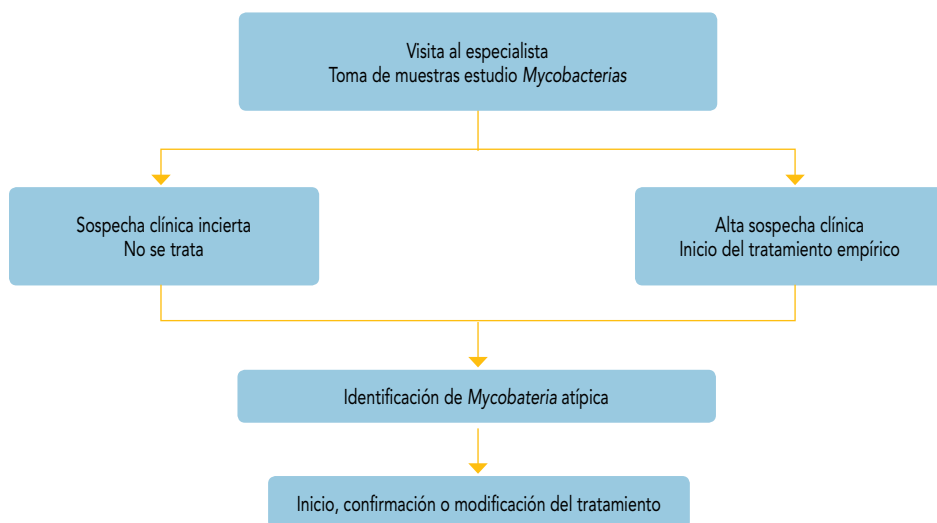 Visita al especialista
Toma de muestras estudio Mycobacterias
Sospecha clínica incierta
No se trata
Alta sospecha clínica
Inicio del tratamiento empírico
Identificación de Mycobateria atípica
Inicio, confirmación o modificación del tratamiento